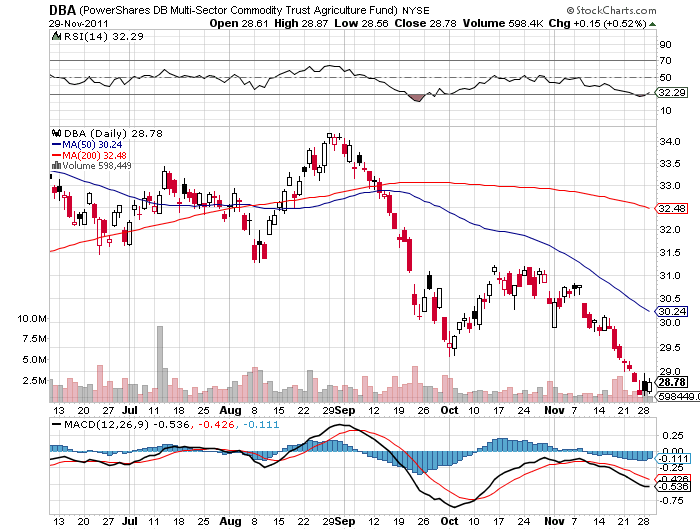 DBA (PowerShares DB Multi-Sector Commodity Trust Agriculture Fund) NYSE © StockCharts.com
29-Nov-2011 Open 28.61 High 28.87 Low 28.56 Close 28.78 Volume 598.4K Chg +0.15 (+0.52%)
RSI(14) 32.29
90
70
50
32.29
10
DBA (Daily) 28.78
MA(50) 30.24
MA(200) 32.48
Volume 598,449
34.0
33.5
33.0
32.48
32.0
31.5
31.0
30.5
30.24
30.0
29.5
29.0
28.78
598449.0
10.0M
7.5M
5.0M
2.5M
13 20 27 Jul 11 18 25 Aug 8 15 22 29 Sep 12 19 26 Oct 10 17 24 Nov 7 14 21 28
MACD(12,26,9) -0.536, -0.426, -0.111
0.25
0.00
-0.111
-0.25
-0.426
-0.536
-0.75
13 20 27 Jul 11 18 25 Aug 8 15 22 29 Sep 12 19 26 Oct 10 17 24 Nov 7 14 21 28